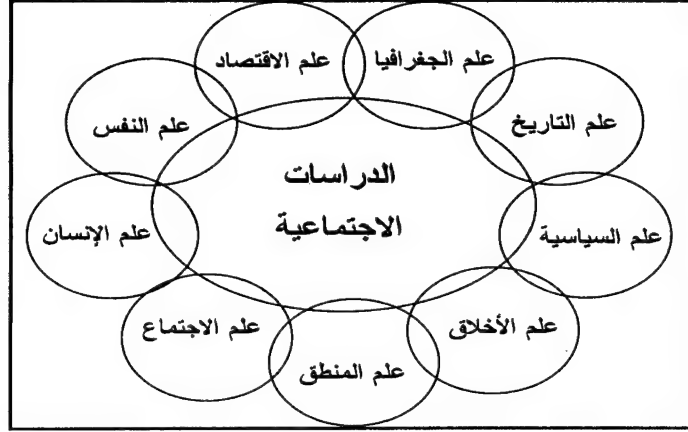 علم الجغرافيا
علم الاقتصاد
علم التاريخ
علم النفس
الدراسات
الاجتماعية
علم السياسية
علم الإنسان
علم الأخلاق
علم الاجتماع
علم المنطق